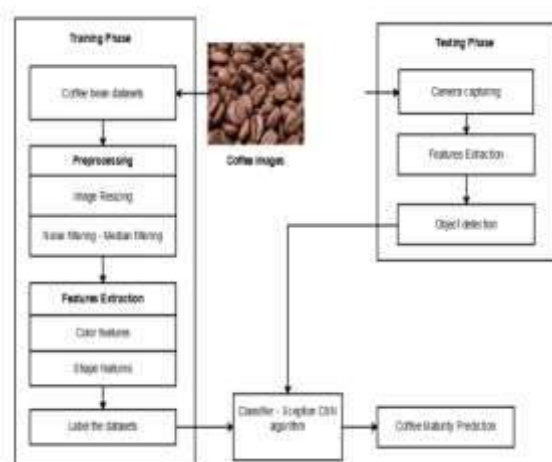 Training Phase
Coffee bean datasets
Preprocessing
Image Resizing
Noise filtering - Median filtering
Features Extraction
Color features
Shape features
Label the datasets
Coffee images
Testing Phase
Camera capturing
Features Extraction
Object detection
Classifier - Xception CNN
algorithm
Coffee Maturity Prediction